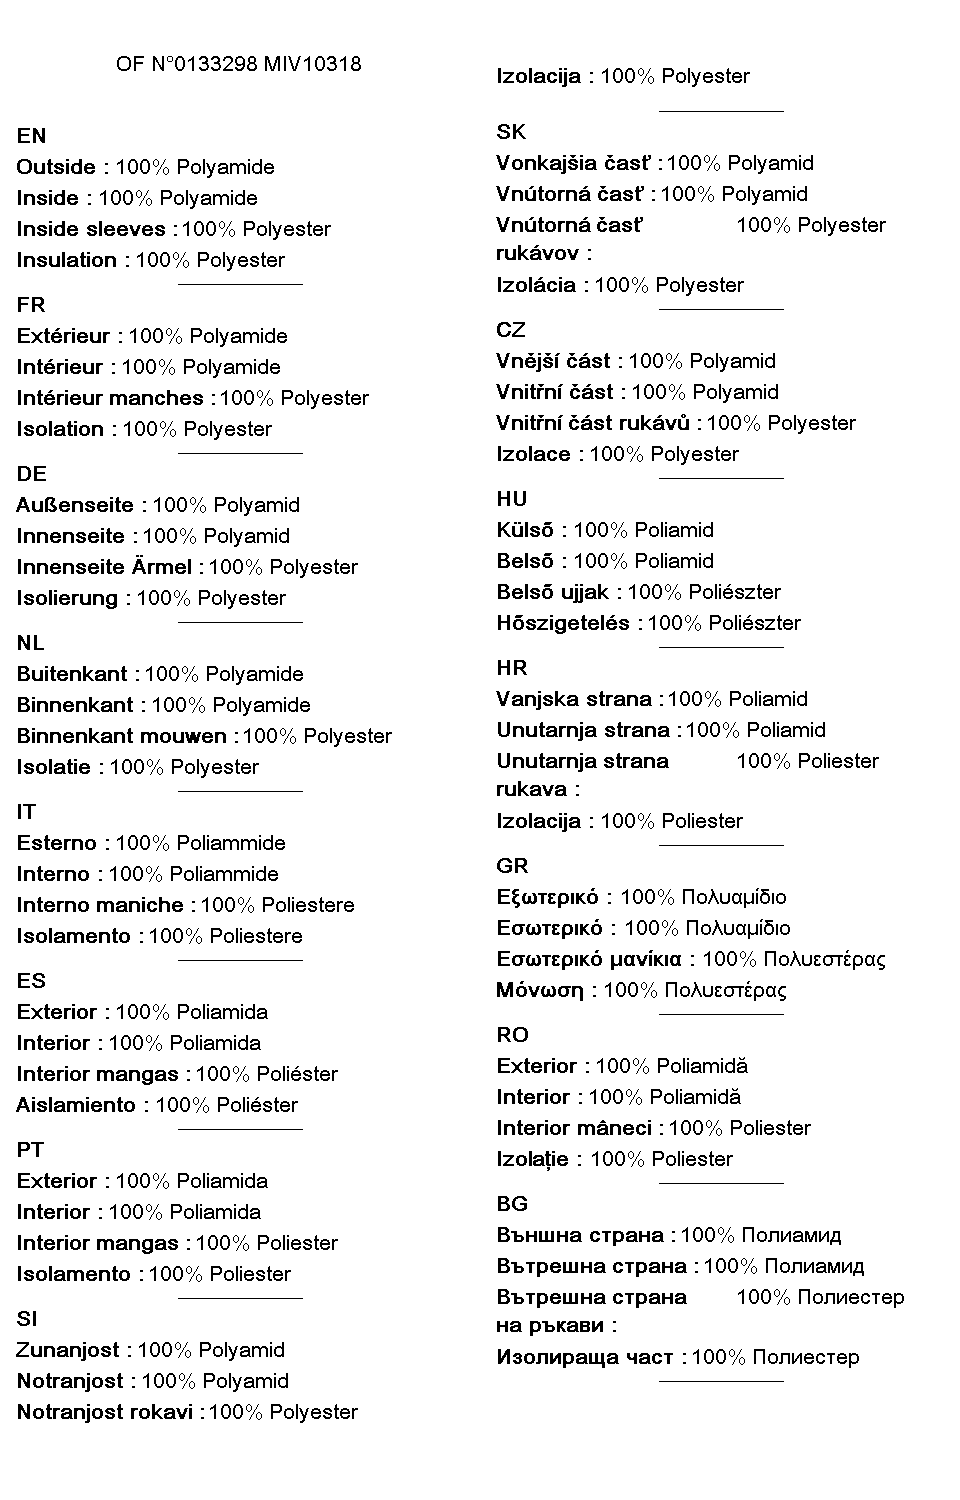 OF N°0133298 MIV10318
EN
Outside : 100% Polyamide
Inside : 100% Polyamide
Inside sleeves : 100% Polyester
Insulation : 100% Polyester
FR
Extérieur : 100% Polyamide
Intérieur : 100% Polyamide
Intérieur manches : 100% Polyester
Isolation : 100% Polyester
DE
Außenseite : 100% Polyamid
Innenseite : 100% Polyamid
Innenseite Ärmel : 100% Polyester
Isolierung : 100% Polyester
NL
Buitenkant : 100% Polyamide
Binnenkant : 100% Polyamide
Binnenkant mouwen : 100% Polyester
Isolatie : 100% Polyester
IT
Esterno : 100% Poliammide
Interno : 100% Poliammide
Interno maniche : 100% Poliestere
Isolamento : 100% Poliestere
ES
Exterior : 100% Poliamida
Interior : 100% Poliamida
Interior mangas : 100% Poliéster
Aislamiento : 100% Poliéster
PT
Exterior : 100% Poliamida
Interior : 100% Poliamida
Interior mangas : 100% Poliester
Isolamento : 100% Poliester
SI
Zunanjost : 100% Polyamid
Notranjost : 100% Polyamid
Notranjost rokavi : 100% Polyester
Izolacija : 100% Polyester
SK
Vonkajšia časť : 100% Polyamid
Vnútorná časť : 100% Polyamid
Vnútorná časť 100% Polyester
rukávov :
Izolácia : 100% Polyester
CZ
Vnější část : 100% Polyamid
Vnitřní část : 100% Polyamid
Vnitřní část rukávů : 100% Polyester
Izolace : 100% Polyester
HU
Külső : 100% Poliamid
Belső : 100% Poliamid
Belső ujjak : 100% Poliészter
Hőszigetelés : 100% Poliészter
HR
Vanjska strana : 100% Poliamid
Unutarnja strana : 100% Poliamid
Unutarnja strana 100% Poliester
rukava :
Izolacija : 100% Poliester
GR
Εξωτερικό : 100% Πολυαμίδιο
Εσωτερικό : 100% Πολυαμίδιο
Εσωτερικό μανίκια : 100% Πολυεστέρας
Μόνωση : 100% Πολυεστέρας
RO
Exterior : 100% Poliamidă
Interior : 100% Poliamidă
Interior mâneci : 100% Poliester
Izolație : 100% Poliester
BG
Външна страна : 100% Полиамид
Вътрешна страна : 100% Полиамид
Вътрешна страна 100% Полиестер
на ръкави :
Изолираща част : 100% Полиестер